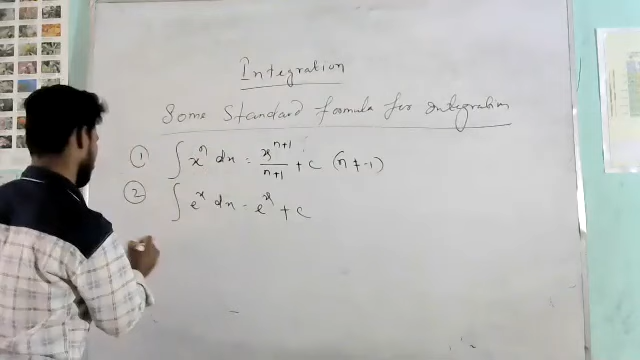 Integration
Some Standard formula for integration
① ∫ xⁿ dx = xⁿ⁺¹/n+1 + c (n ≠ -1)
② ∫ eˣ dx = eˣ + c